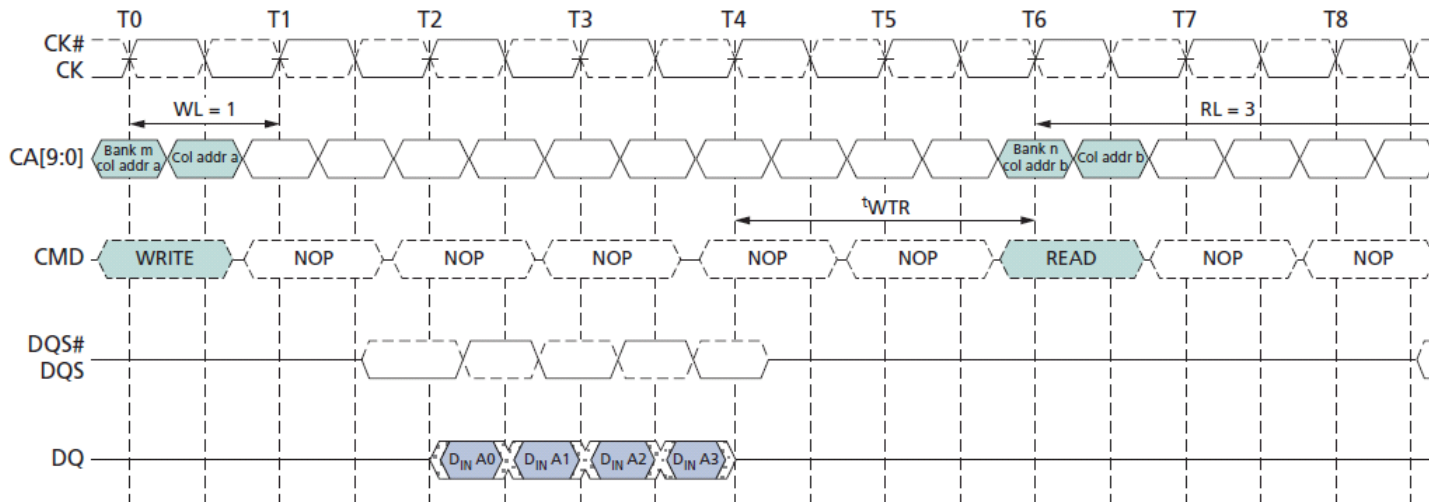 T0 T1 T2 T3 T4 T5 T6 T7 T8
CK#
CK
WL = 1 RL = 3
CA[9:0] Bank m col addr a Col addr a Bank n col addr b Col addr b
tWTR
CMD WRITE NOP NOP NOP NOP NOP READ NOP NOP
DQS#
DQS
DQ DIN A0 DIN A1 DIN A2 DIN A3